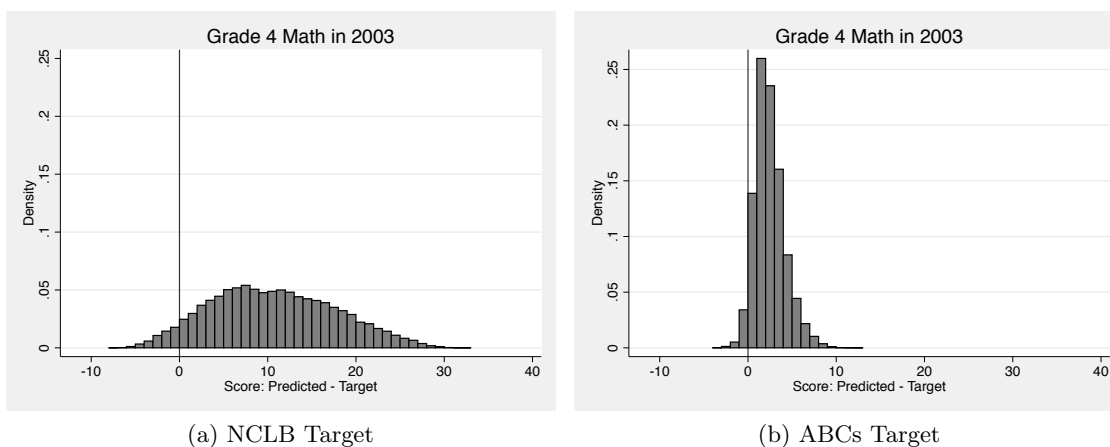 Grade 4 Math in 2003
.25
.2
.15
.1
.05
0
Density
-10 0 10 20 30 40
Score: Predicted - Target
(a) NCLB Target
Grade 4 Math in 2003
.25
.2
.15
.1
.05
0
Density
-10 0 10 20 30 40
Score: Predicted - Target
(b) ABCs Target